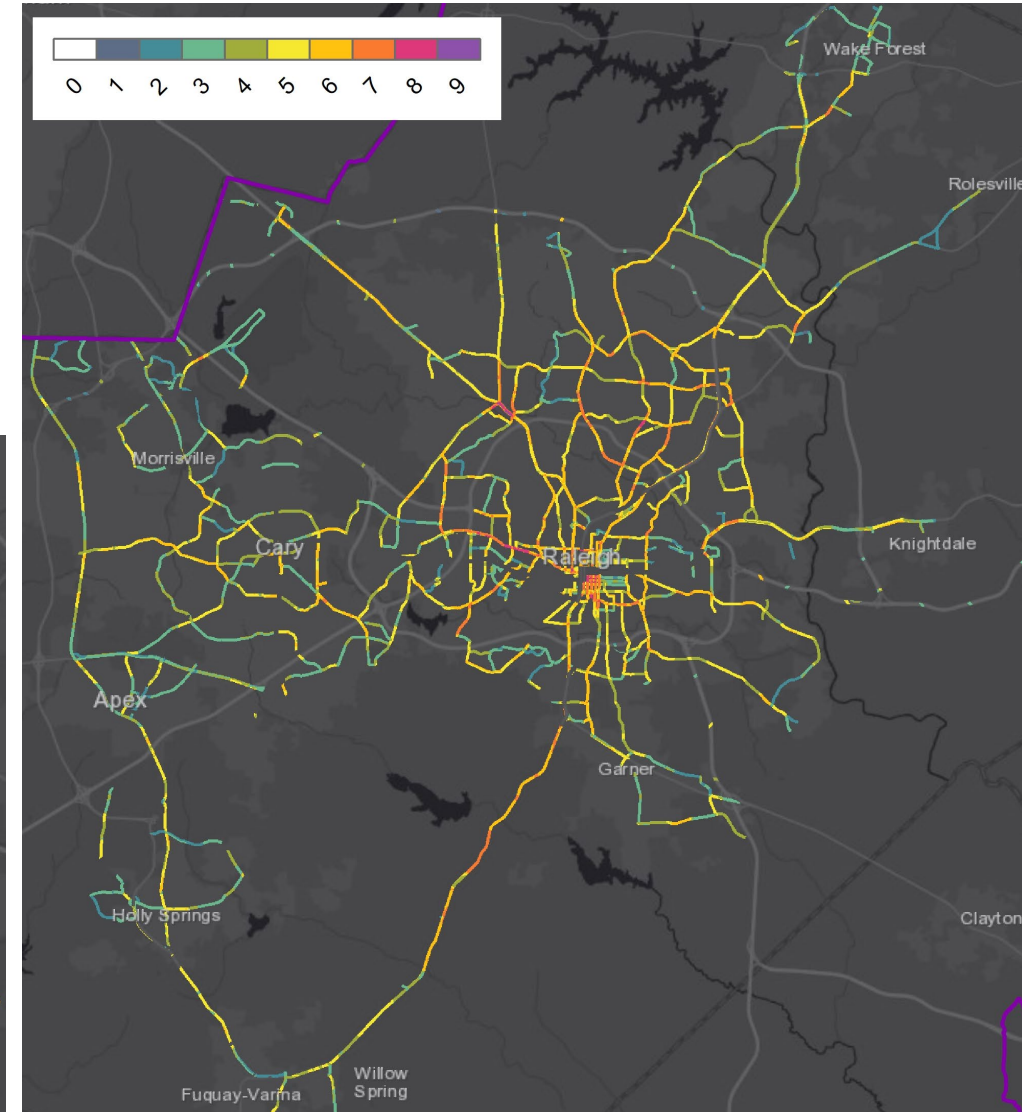 0 1 2 3 4 5 6 7 8 9
Wake Forest
Rolesville
Morrisville
Cary
Raleigh
Knightdale
Apex
Garner
Holly Springs
Clayton
Willow
Spring
Fuquay-Varina